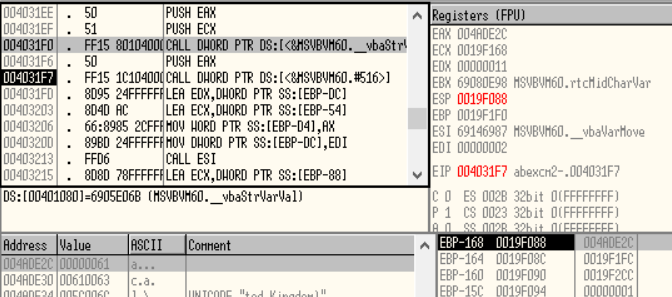 004031EE . 50 PUSH EAX
004031EF . 51 PUSH ECX
004031F0 . FF15 80104000 CALL DWORD PTR DS:[<&MSVBVM60.__vbaStrV
004031F6 . 50 PUSH EAX
004031F7 . FF15 1C104000 CALL DWORD PTR DS:[<&MSVBVM60.#516>]
004031FD . 8D95 24FFFFFF LEA EDX,DWORD PTR SS:[EBP-DC]
00403203 . 8D4D AC LEA ECX,DWORD PTR SS:[EBP-54]
00403206 . 66:8985 2CFFF MOV WORD PTR SS:[EBP-D4],AX
0040320D . 89BD 24FFFFFF MOV DWORD PTR SS:[EBP-DC],EDI
00403213 . FFD6 CALL ESI
00403215 . 8D8D 78FFFFFF LEA ECX,DWORD PTR SS:[EBP-88]
DS:[00401080]=6905E06B (MSVBVM60.__vbaStrVarVal)
Registers (FPU)
EAX 004ADE2C
ECX 0019F168
EDX 00000011
EBX 69080E98 MSVBVM60.rtcMidCharVar
ESP 0019F088
EBP 0019F1F0
ESI 69146987 MSVBVM60.__vbaVarMove
EDI 00000002
EIP 004031F7 abexcm2-.004031F7
C 0 ES 002B 32bit 0(FFFFFFFF)
P 1 CS 0023 32bit 0(FFFFFFFF)
A 0 SS 002B 32bit 0(FFFFFFFF)
Address Value ASCII Comment
004ADE2C 00000061 a...
004ADE30 00610063 c.a.
004ADE34 005C006C l.\. UNICODE "ted Kingdom)"
EBP-168 0019F088 004ADE2C
EBP-164 0019F08C 0019F1FC
EBP-160 0019F090 0019F2CC
EBP-15C 0019F094 00000001